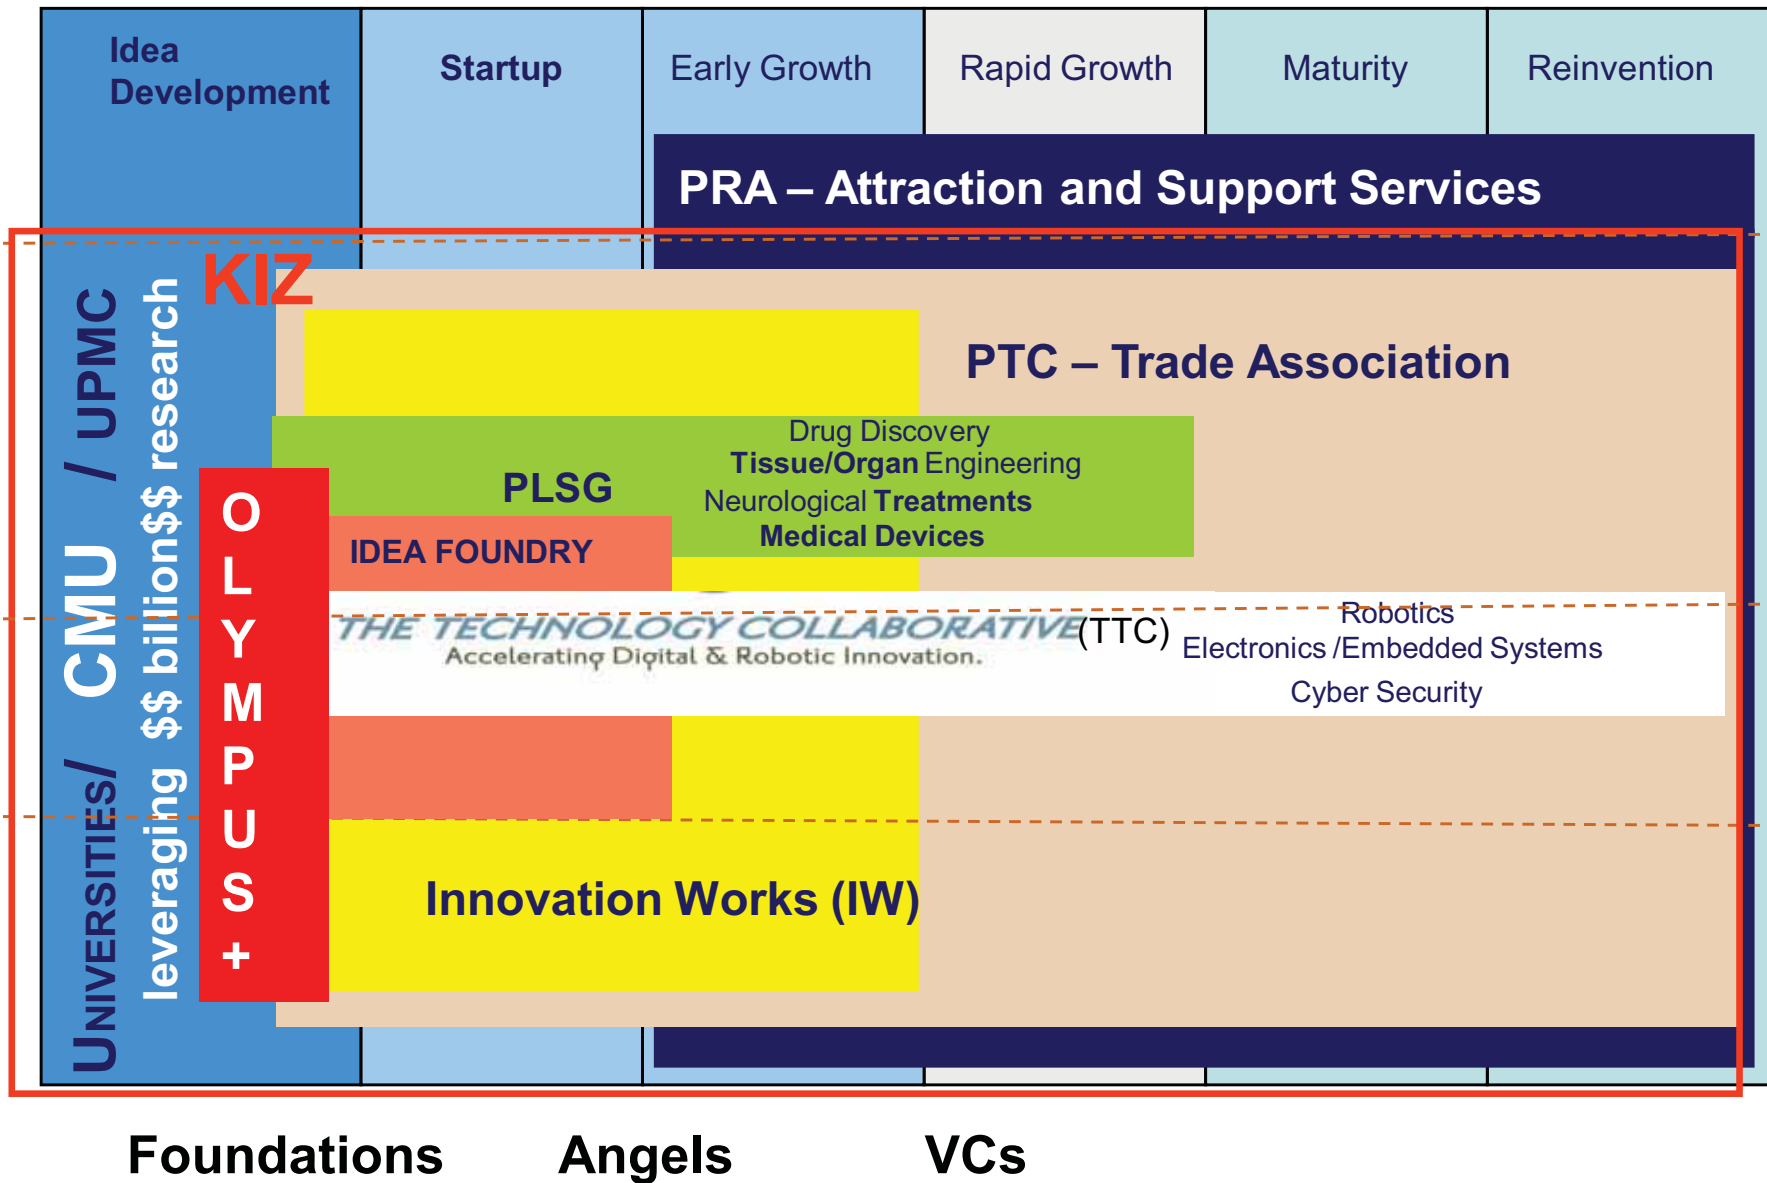 Idea
Development
Startup
Early Growth
Rapid Growth
Maturity
Reinvention
PRA – Attraction and Support Services
KIZ
UNIVERSITIES/ CMU / UPMC
leveraging $$ billion$$ research
PTC – Trade Association
PLSG
Drug Discovery
Tissue/Organ Engineering
Neurological Treatments
Medical Devices
OLYMPUS+
IDEA FOUNDRY
THE TECHNOLOGY COLLABORATIVE (TTC)
Accelerating Digital & Robotic Innovation.
Robotics
Electronics /Embedded Systems
Cyber Security
Innovation Works (IW)
Foundations Angels VCs